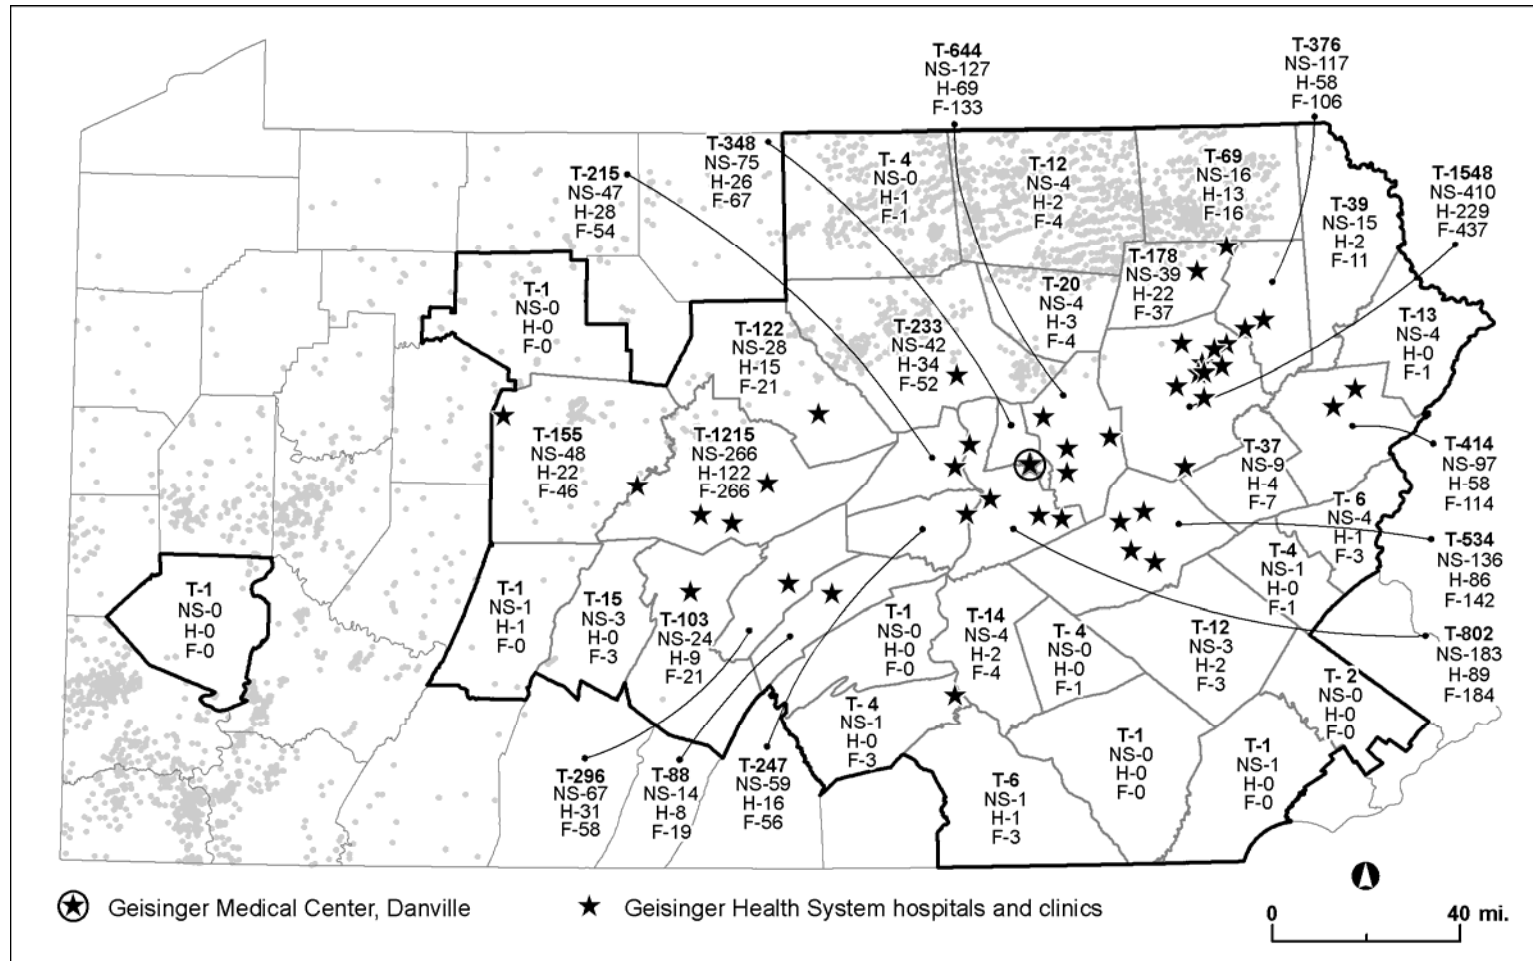 T-644
NS-127
H-69
F-133
T-376
NS-117
H-58
F-106
T-348
NS-75
H-26
F-67
T-215
NS-47
H-28
F-54
T- 4
NS-0
H-1
F-1
T-12
NS-4
H-2
F-4
T-69
NS-16
H-13
F-16
T-39
NS-15
H-2
F-11
T-1548
NS-410
H-229
F-437
T-178
NS-39
H-22
F-37
T-1
NS-0
H-0
F-0
T-122
NS-28
H-15
F-21
T-233
NS-42
H-34
F-52
T-20
NS-4
H-3
F-4
T-13
NS-4
H-0
F-1
T-155
NS-48
H-22
F-46
T-1215
NS-266
H-122
F-266
T-37
NS-9
H-4
F-7
T-414
NS-97
H-58
F-114
T- 6
NS-4
H-1
F-3
T-534
NS-136
H-86
F-142
T-4
NS-1
H-0
F-1
T-1
NS-0
H-0
F-0
T-1
NS-1
H-1
F-0
T-15
NS-3
H-0
F-3
T-103
NS-24
H-9
F-21
T-1
NS-0
H-0
F-0
T-14
NS-4
H-2
F-4
T- 4
NS-0
H-0
F-1
T-12
NS-3
H-2
F-3
T-802
NS-183
H-89
F-184
T- 2
NS-0
H-0
F-0
T- 4
NS-1
H-0
F-3
T-1
NS-0
H-0
F-0
T-1
NS-1
H-0
F-0
T-296
NS-67
H-31
F-58
T-88
NS-14
H-8
F-19
T-247
NS-59
H-16
F-56
T-6
NS-1
H-1
F-3
Geisinger Medical Center, Danville
Geisinger Health System hospitals and clinics
0 40 mi.